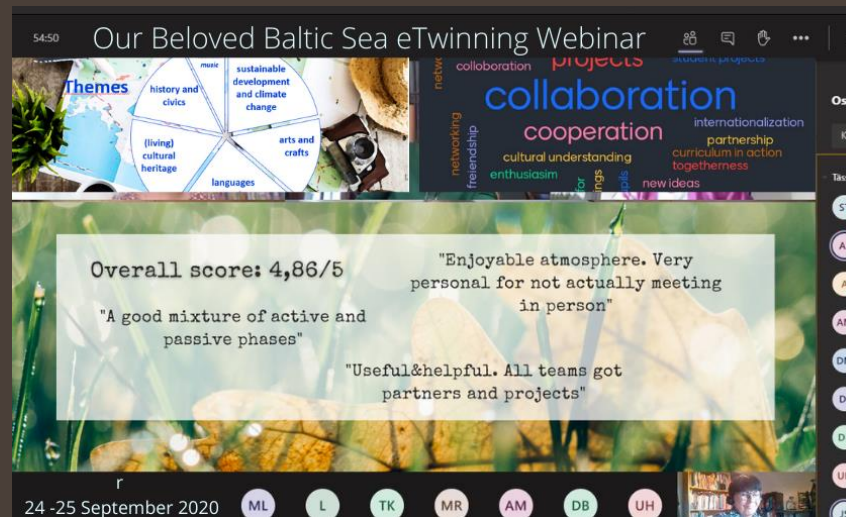 54:50
Our Beloved Baltic Sea eTwinning Webinar
Themes
music
history and
civics
sustainable
development
and climate
change
(living)
cultural
heritage
arts and
crafts
languages
colloboration
projects
student projects
collaboration
networking
freiendship
cooperation
internationalization
partnership
cultural understanding
curriculum in action
enthusiasim
togetherness
for
new ideas
Os
K
Täs
Overall score: 4,86/5
"Enjoyable atmosphere. Very
personal for not actually meeting
in person"
"A good mixture of active and
passive phases"
"Useful&helpful. All teams got
partners and projects"
r
24 -25 September 2020
ML
L
TK
MR
AM
DB
UH